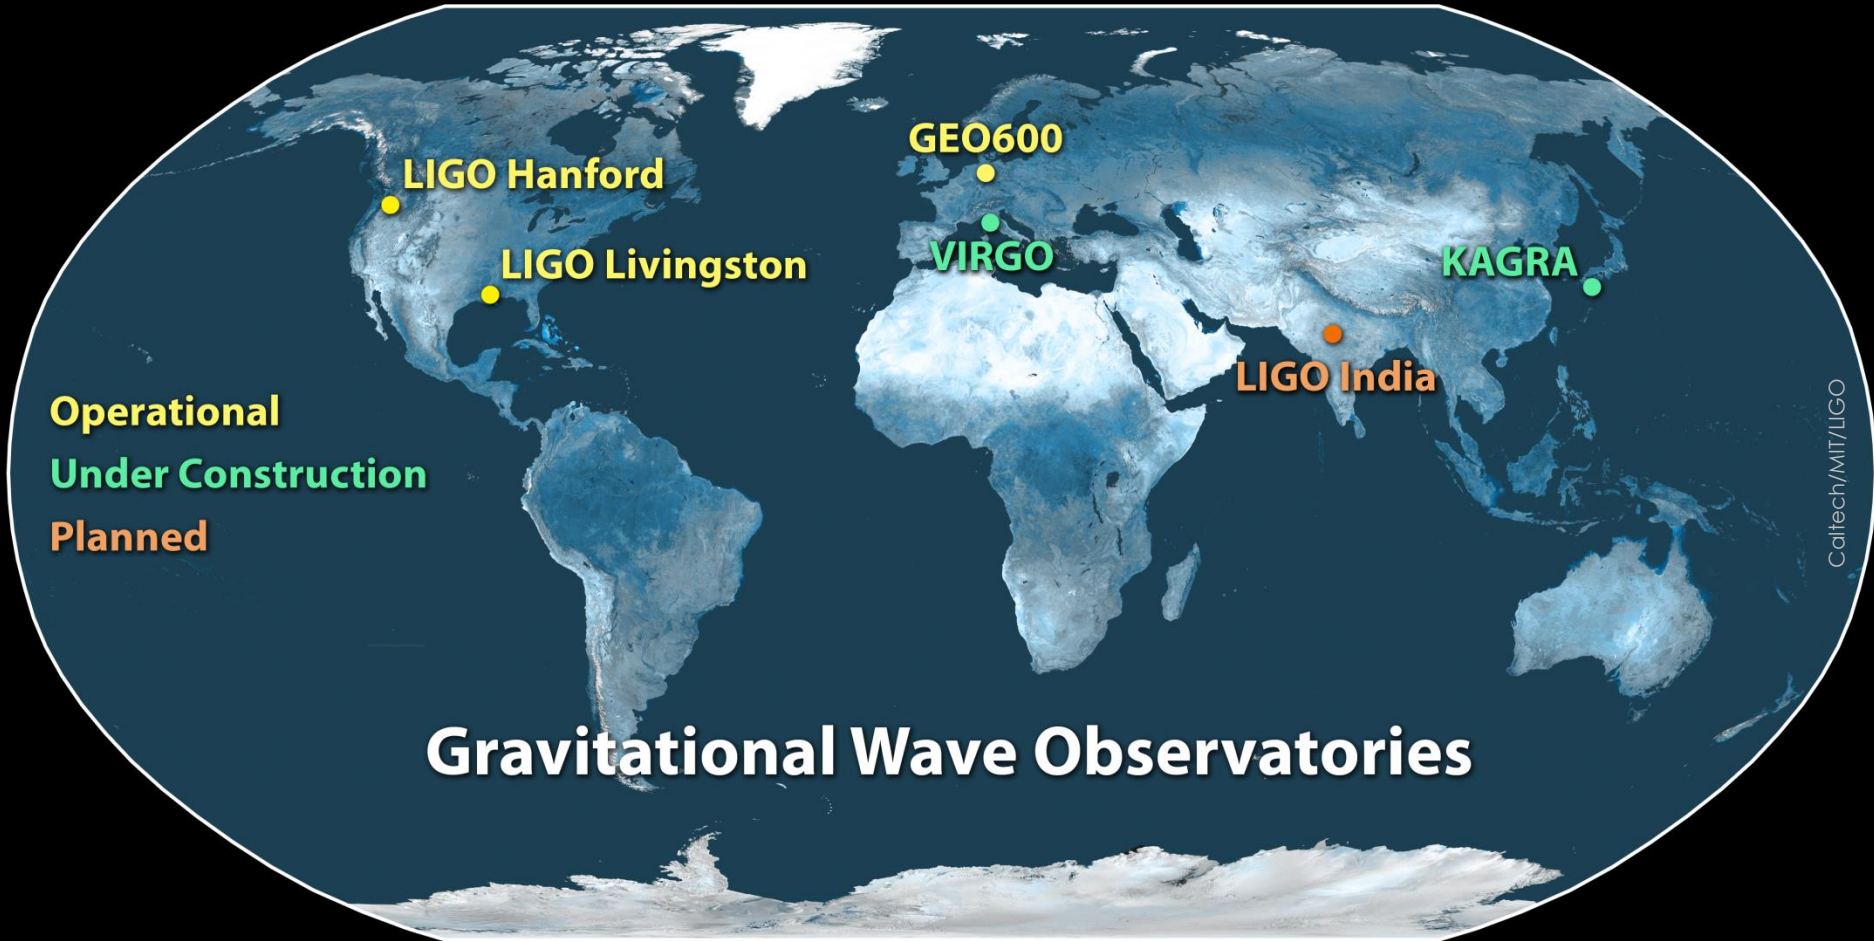 GEO600
LIGO Hanford
VIRGO
KAGRA
LIGO Livingston
LIGO India
Operational
Under Construction
Planned
Gravitational Wave Observatories
Caltech/MIT/LIGO